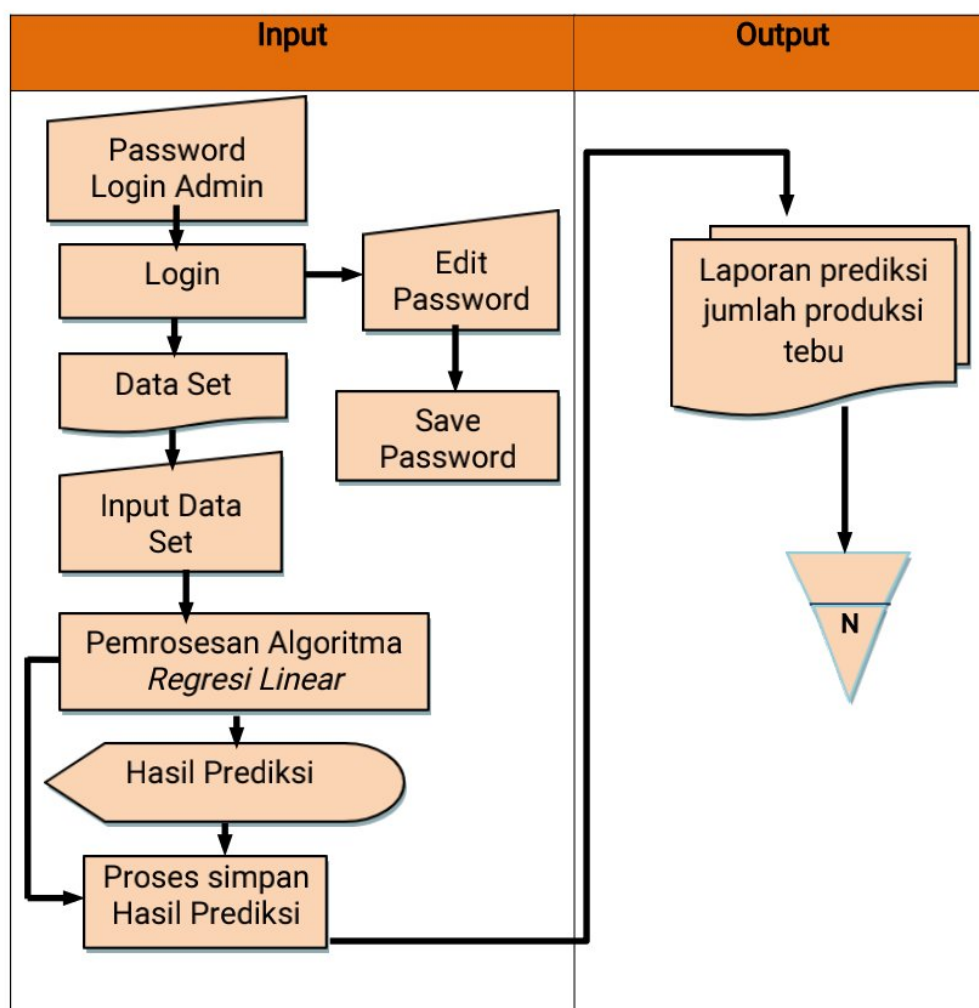 Input
Output
Password
Login Admin
Login
Edit
Password
Data Set
Save
Password
Input Data
Set
Pemrosesan Algoritma
Regresi Linear
Hasil Prediksi
Proses simpan
Hasil Prediksi
Laporan prediksi
jumlah produksi
tebu
N